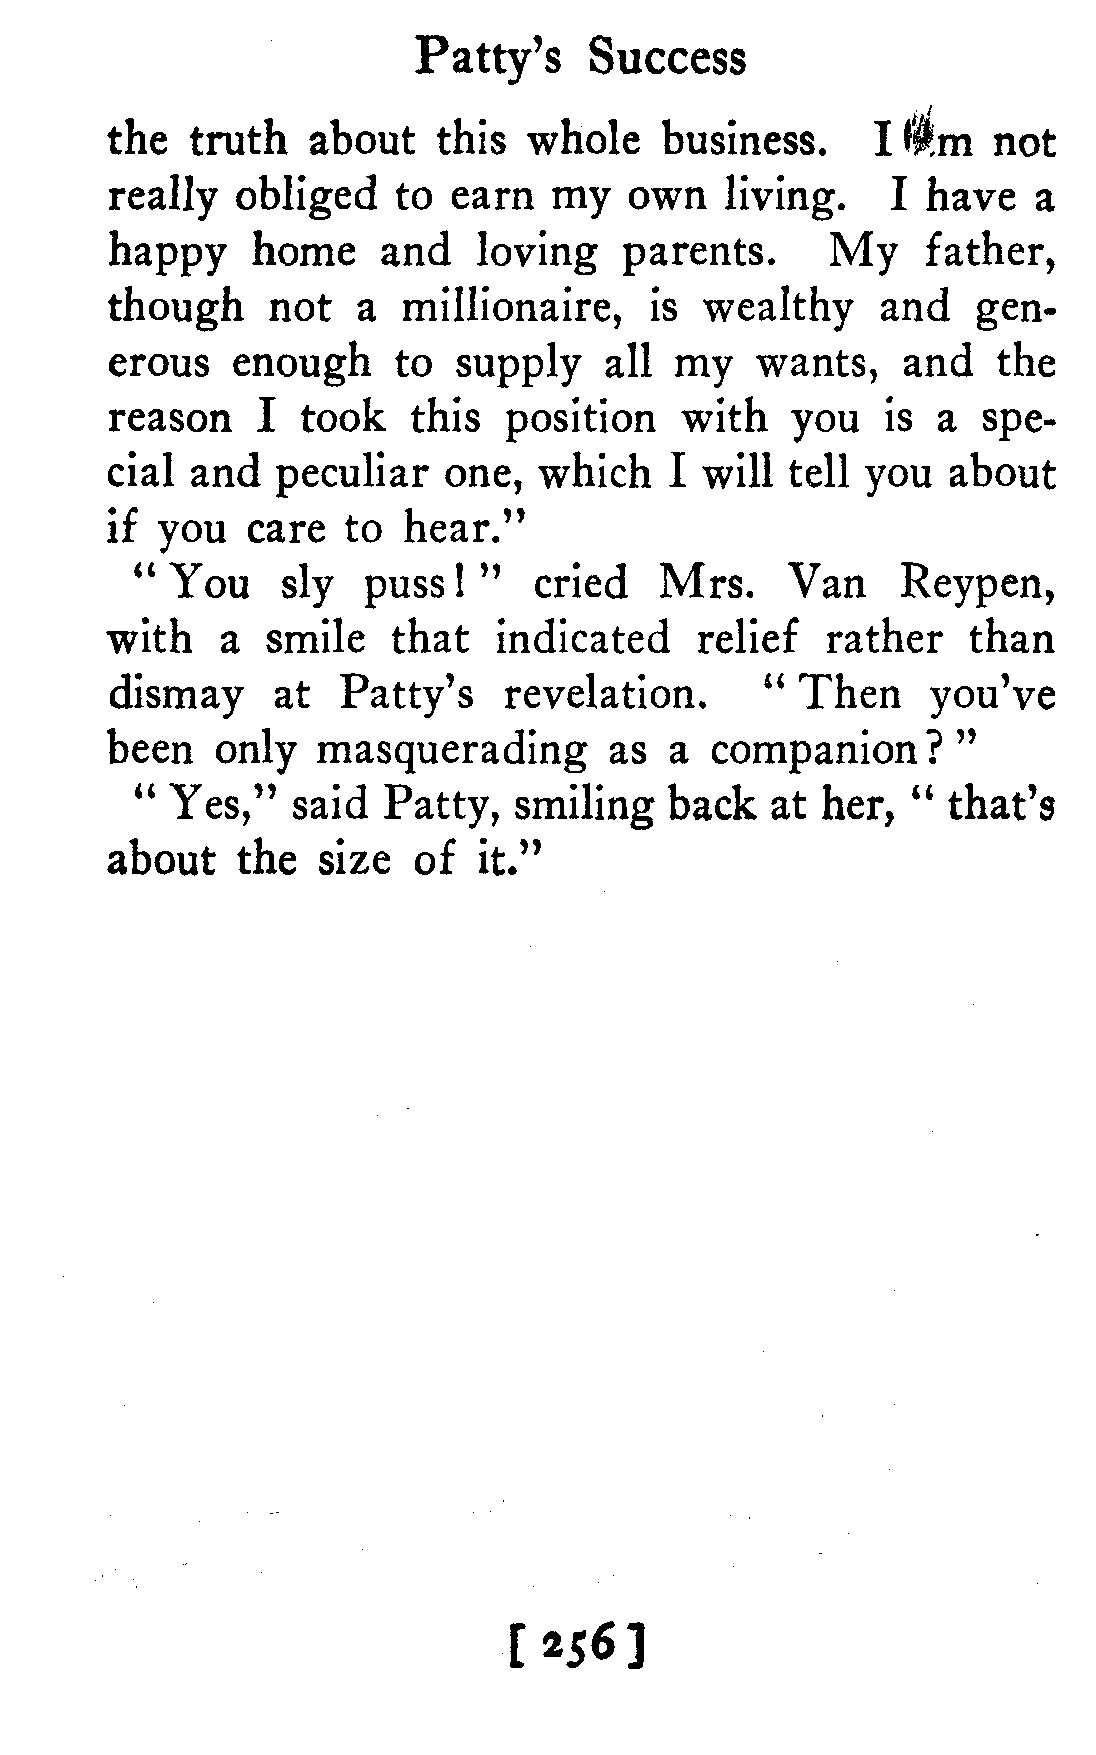 Patty's Success
the truth about this whole business. I am not
really obliged to earn my own living. I have a
happy home and loving parents. My father,
though not a millionaire, is wealthy and gen-
erous enough to supply all my wants, and the
reason I took this position with you is a spe-
cial and peculiar one, which I will tell you about
if you care to hear."
" You sly puss! " cried Mrs. Van Reypen,
with a smile that indicated relief rather than
dismay at Patty's revelation. " Then you've
been only masquerading as a companion? "
" Yes," said Patty, smiling back at her, " that's
about the size of it."
[ 256 ]